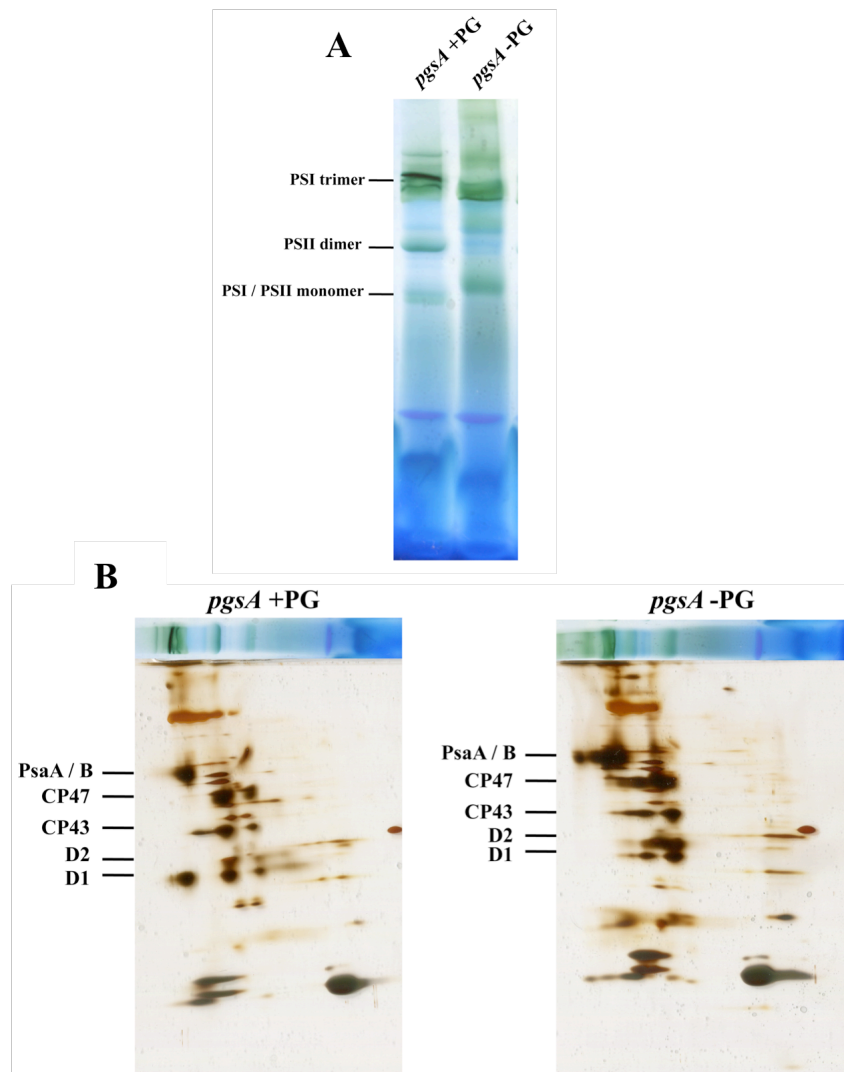 A
pgsA +PG
pgsA -PG
PSI trimer
PSII dimer
PSI / PSII monomer
B
pgsA +PG
PsaA / B
CP47
CP43
D2
D1
pgsA -PG
PsaA / B
CP47
CP43
D2
D1